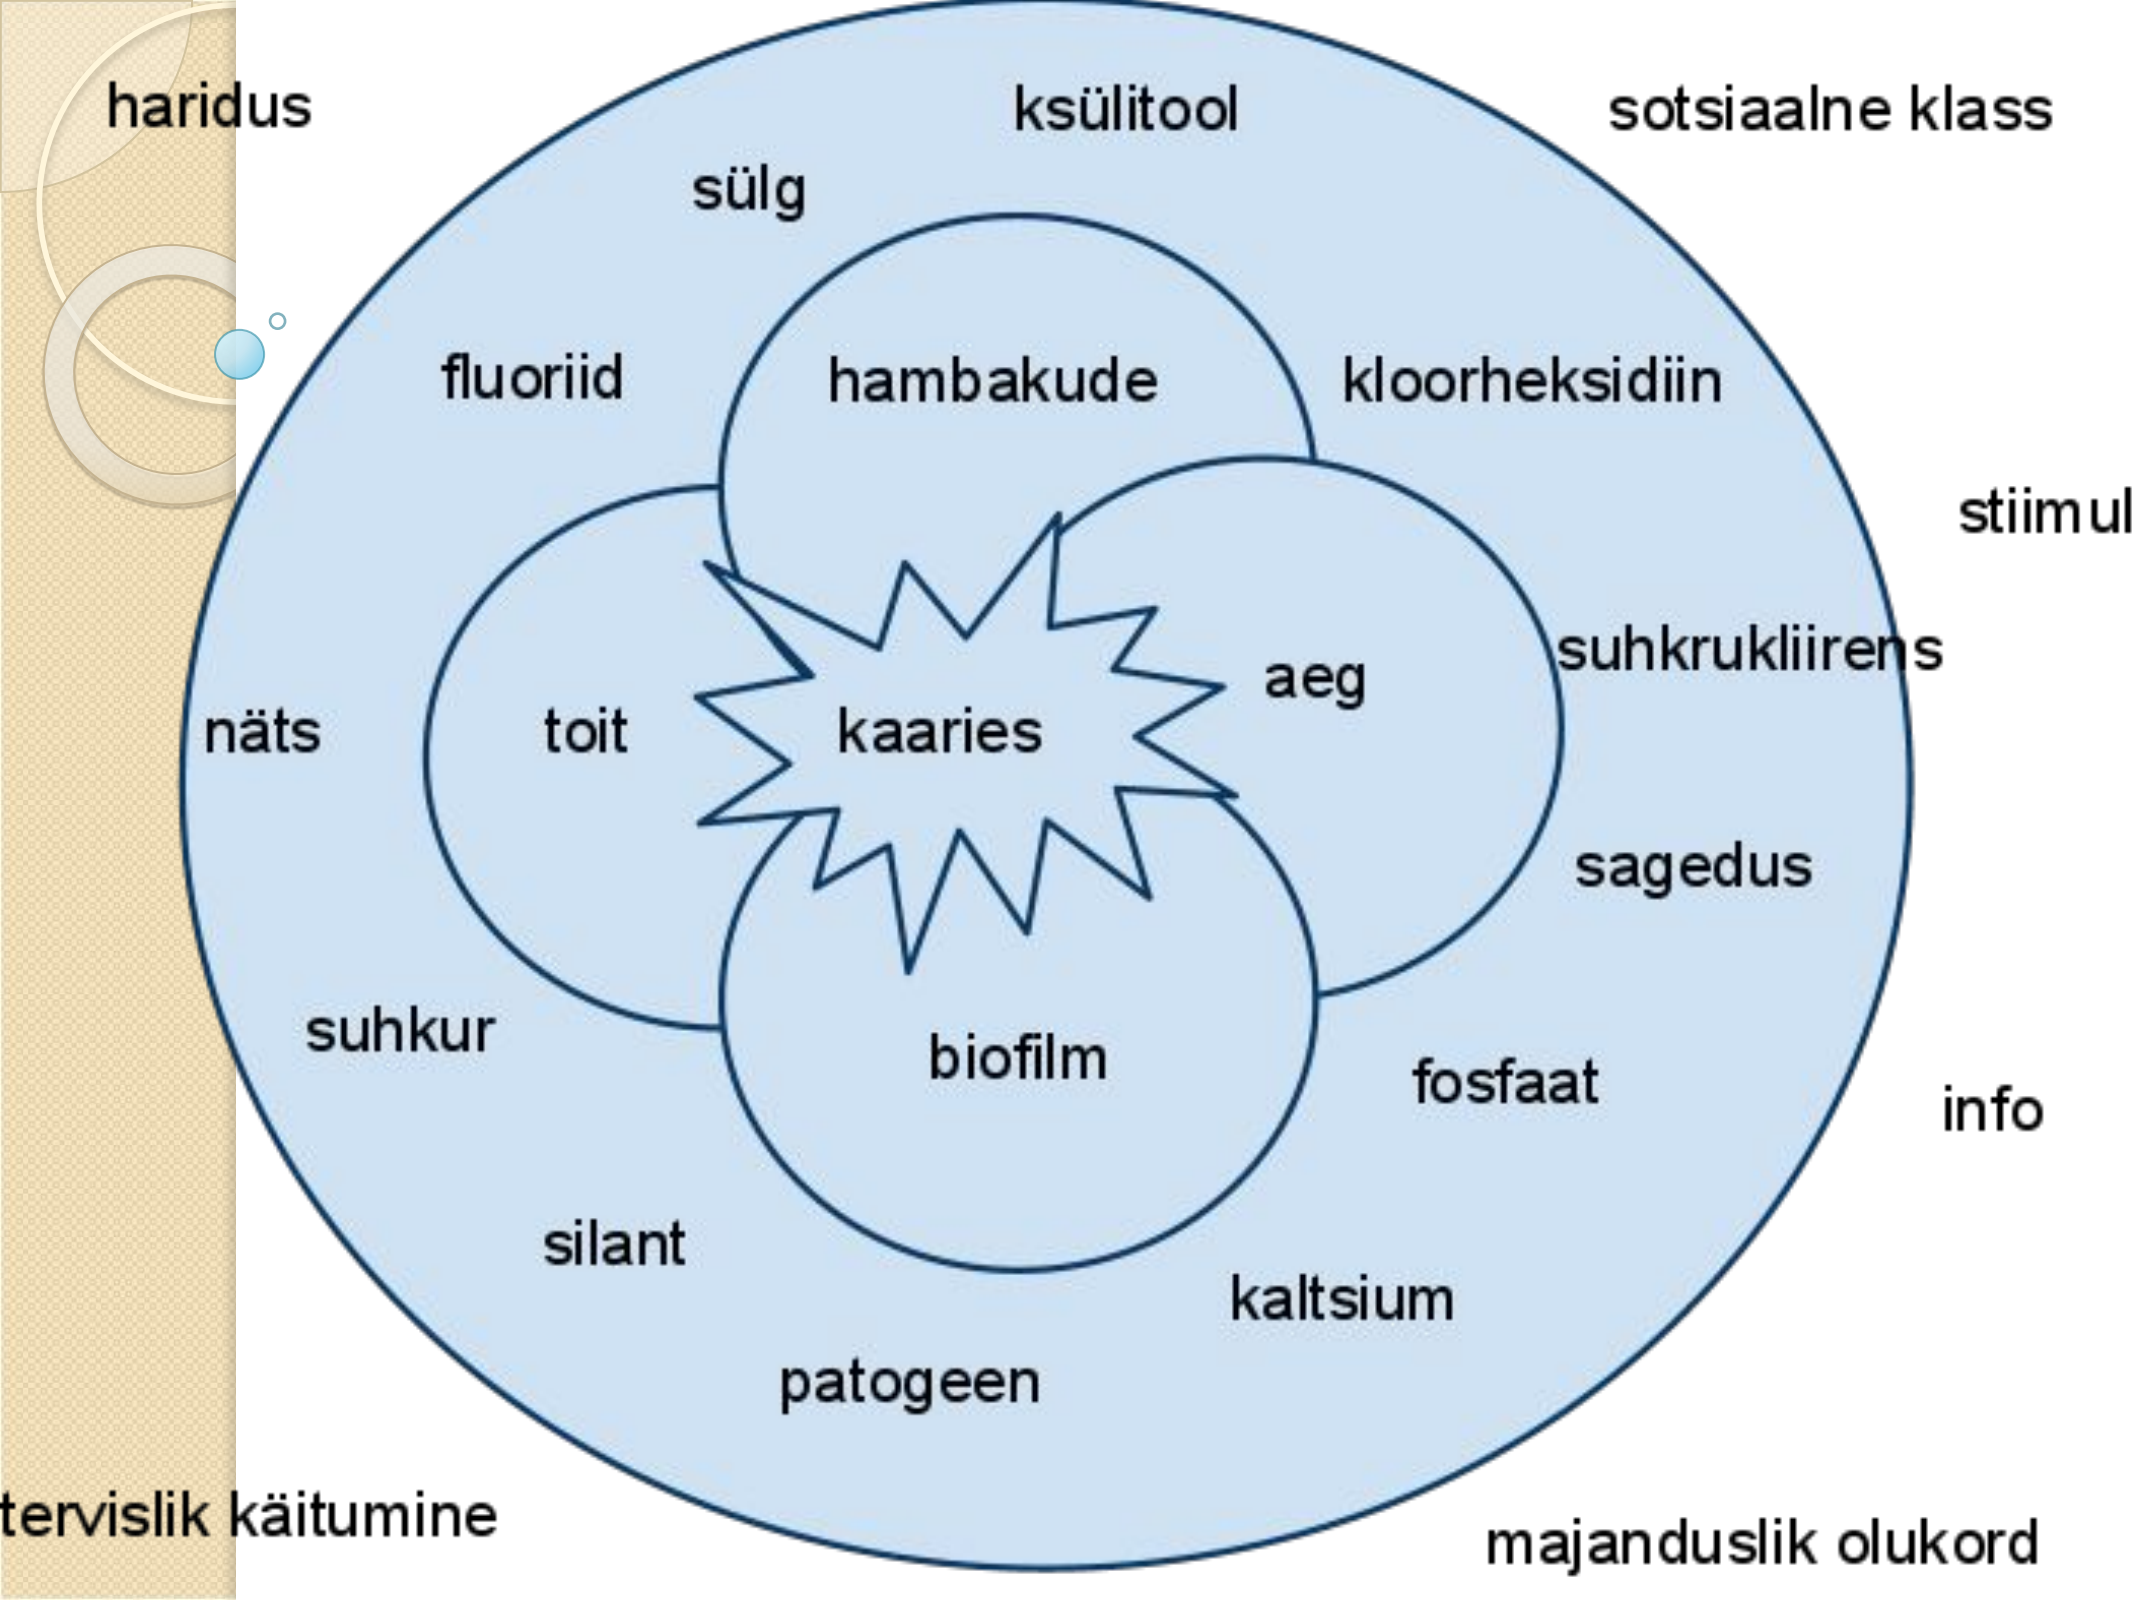 haridus
ksülitool
sotsiaalne klass
sülg
fluoriid
hambakude
kloorheksidiin
stiimul
suhkrukliirens
aeg
näts
toit
kaaries
sagedus
suhkur
biofilm
fosfaat
info
silant
kaltsium
patogeen
tervislik käitumine
majanduslik olukord